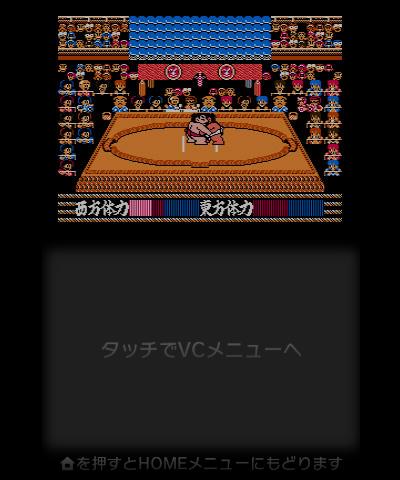 西方体力 東方体力
タッチでVCメニューへ
を押すとHOMEメニューにもどります